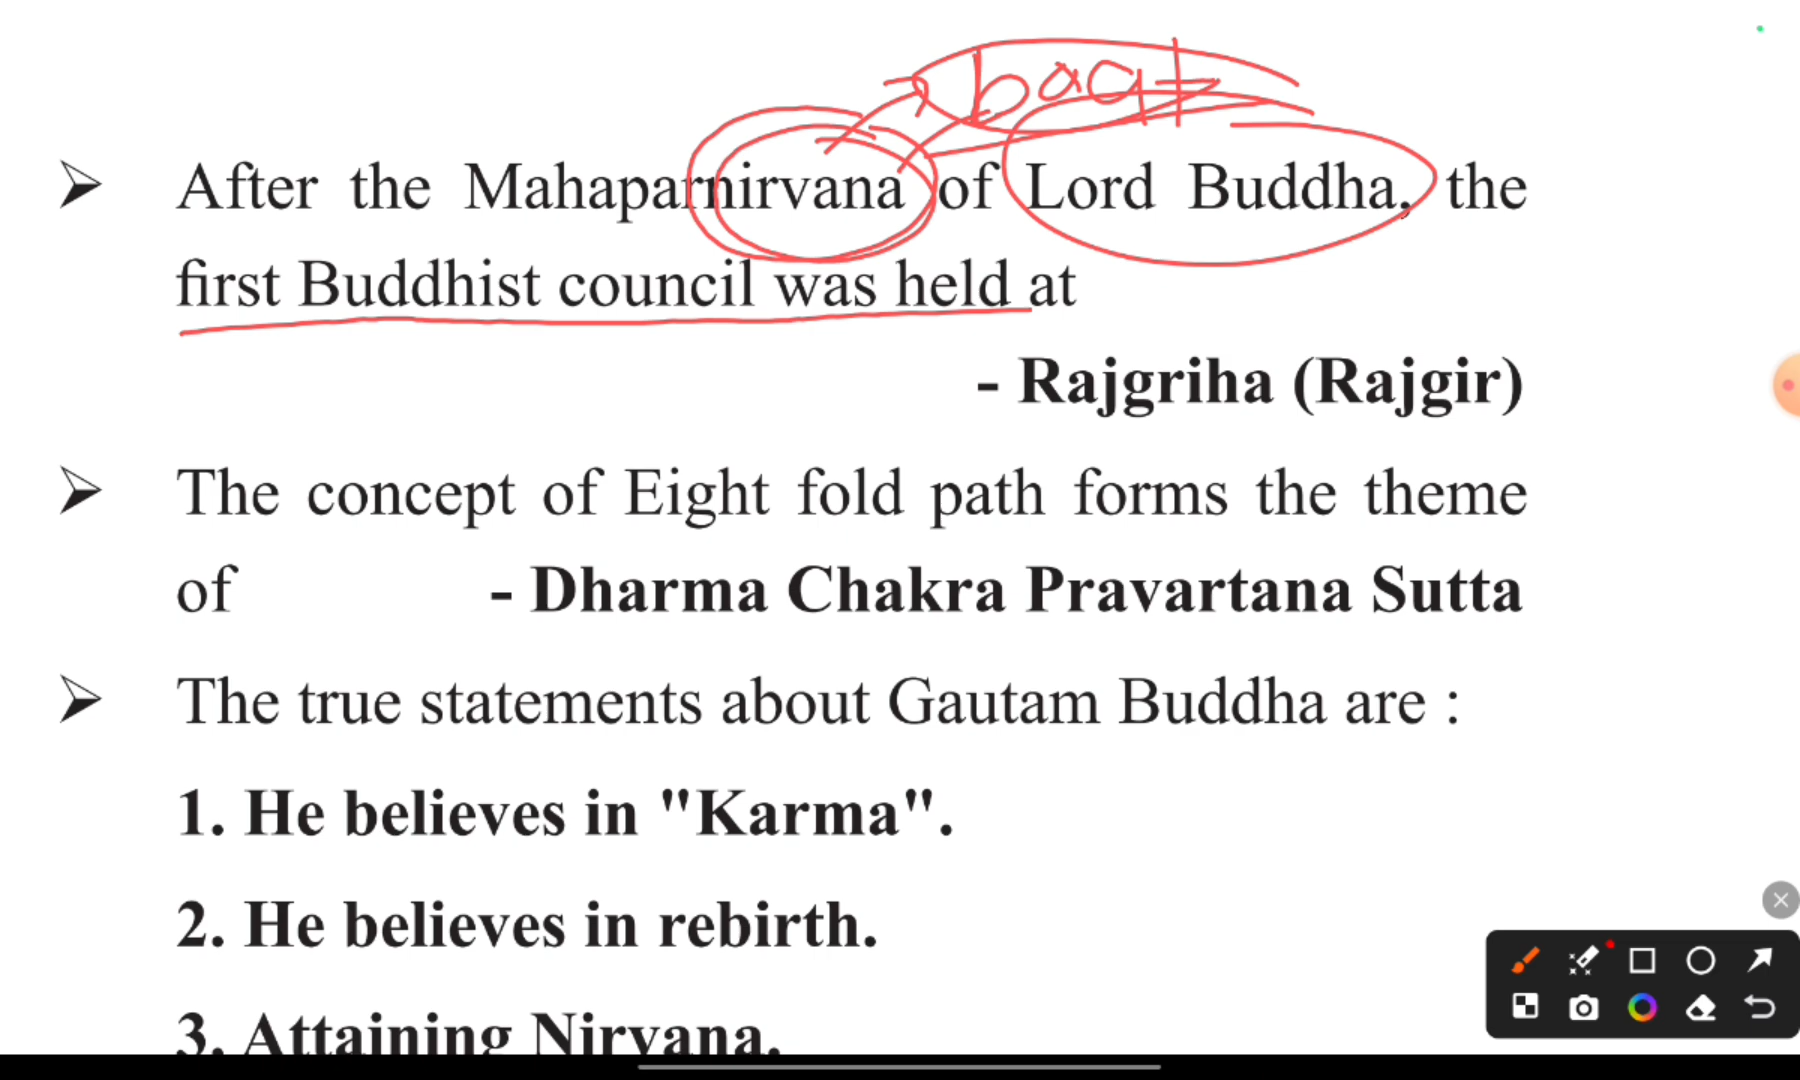 After the Mahaparnirvana of Lord Buddha, the
first Buddhist council was held at
- Rajgriha (Rajgir)
The concept of Eight fold path forms the theme
of - Dharma Chakra Pravartana Sutta
The true statements about Gautam Buddha are :
1. He believes in "Karma".
2. He believes in rebirth.
3. Attaining Nirvana.